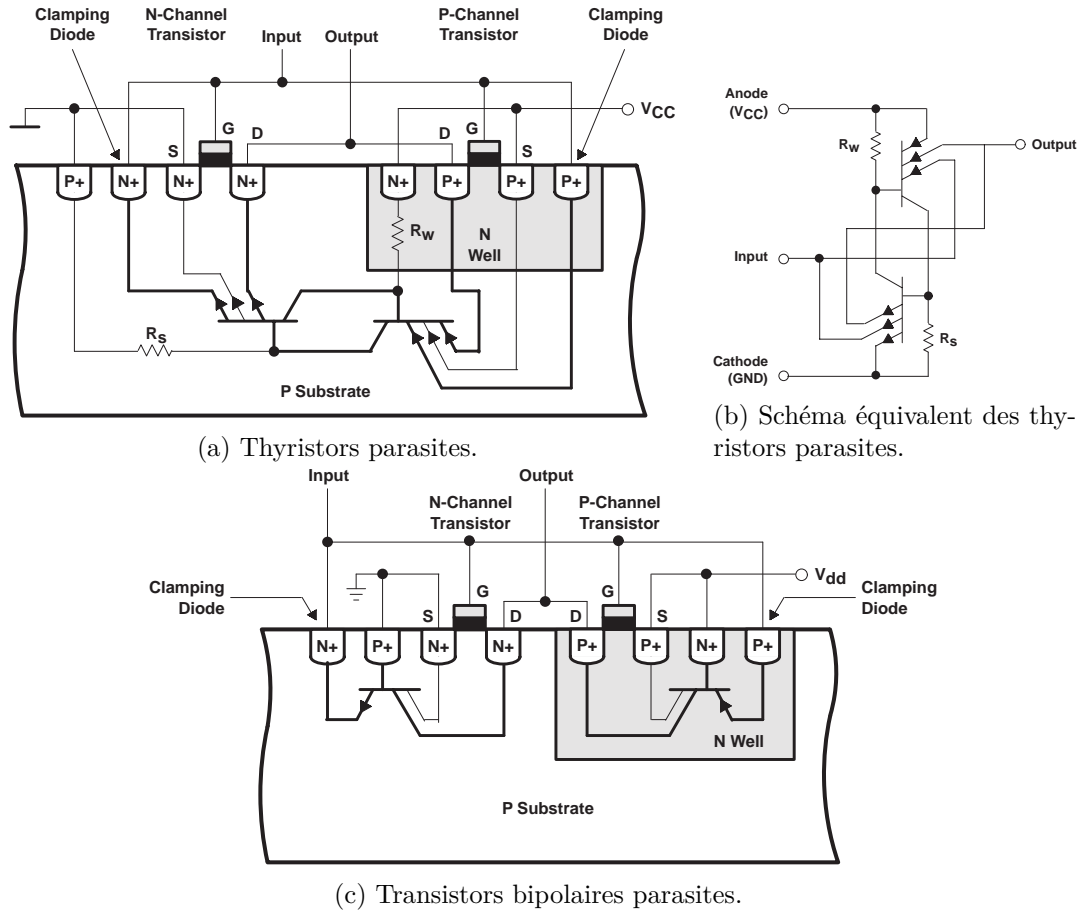 Clamping
Diode
N-Channel
Transistor
Input
Output
P-Channel
Transistor
Clamping
Diode
VCC
G
D
G
S
S
D
P+
N+
N+
N+
N+
P+
P+
P+
RW
N
Well
RS
P Substrate
(a) Thyristors parasites.
Anode
(VCC)
RW
Output
Input
RS
Cathode
(GND)
(b) Schéma équivalent des thy-
ristors parasites.
Input
Output
N-Channel
Transistor
P-Channel
Transistor
Clamping
Diode
Vdd
Clamping
Diode
G
G
S
D
D
S
N+
P+
N+
N+
P+
P+
N+
P+
N Well
P Substrate
(c) Transistors bipolaires parasites.